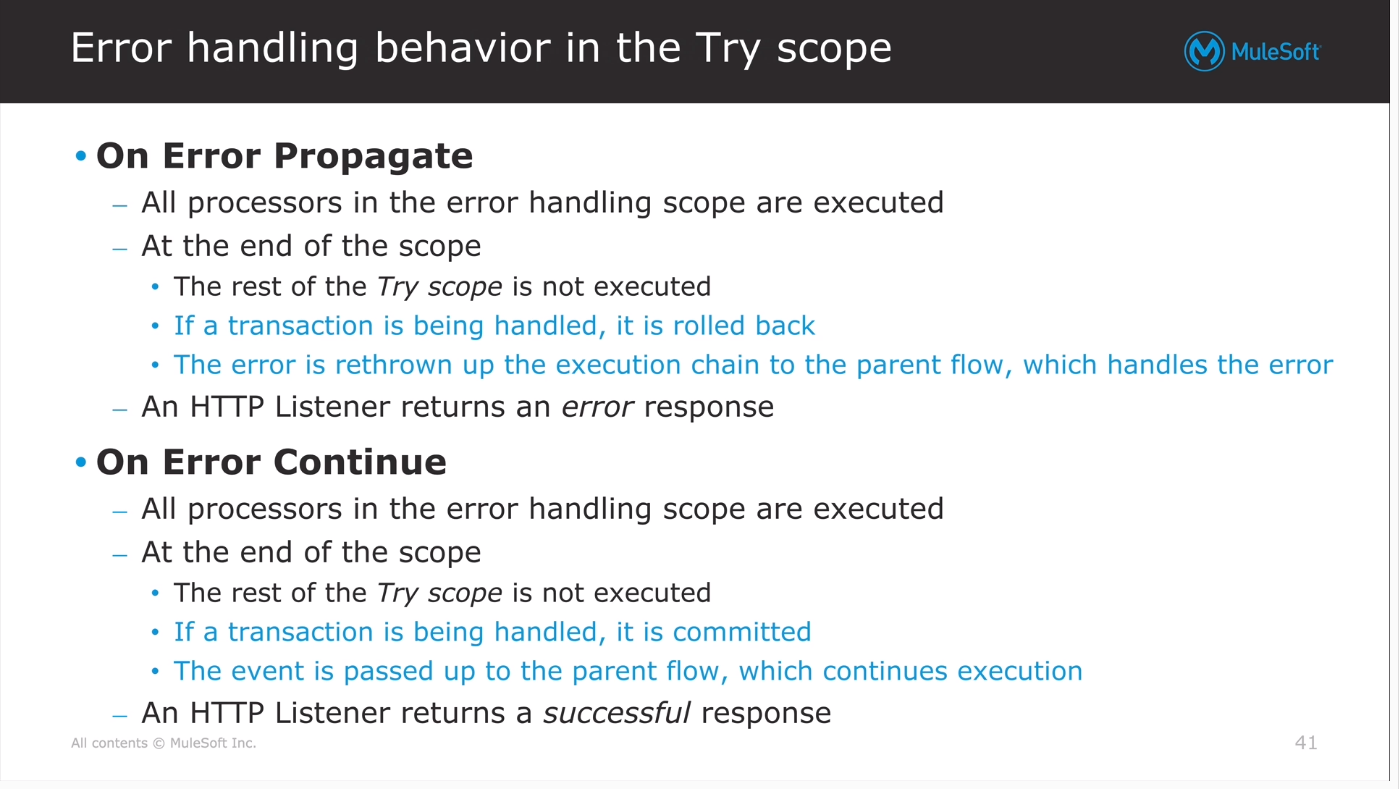 Error handling behavior in the Try scope
MuleSoft
• On Error Propagate
– All processors in the error handling scope are executed
– At the end of the scope
• The rest of the Try scope is not executed
• If a transaction is being handled, it is rolled back
• The error is rethrown up the execution chain to the parent flow, which handles the error
– An HTTP Listener returns an error response
• On Error Continue
– All processors in the error handling scope are executed
– At the end of the scope
• The rest of the Try scope is not executed
• If a transaction is being handled, it is committed
• The event is passed up to the parent flow, which continues execution
– An HTTP Listener returns a successful response
All contents © MuleSoft Inc.
41